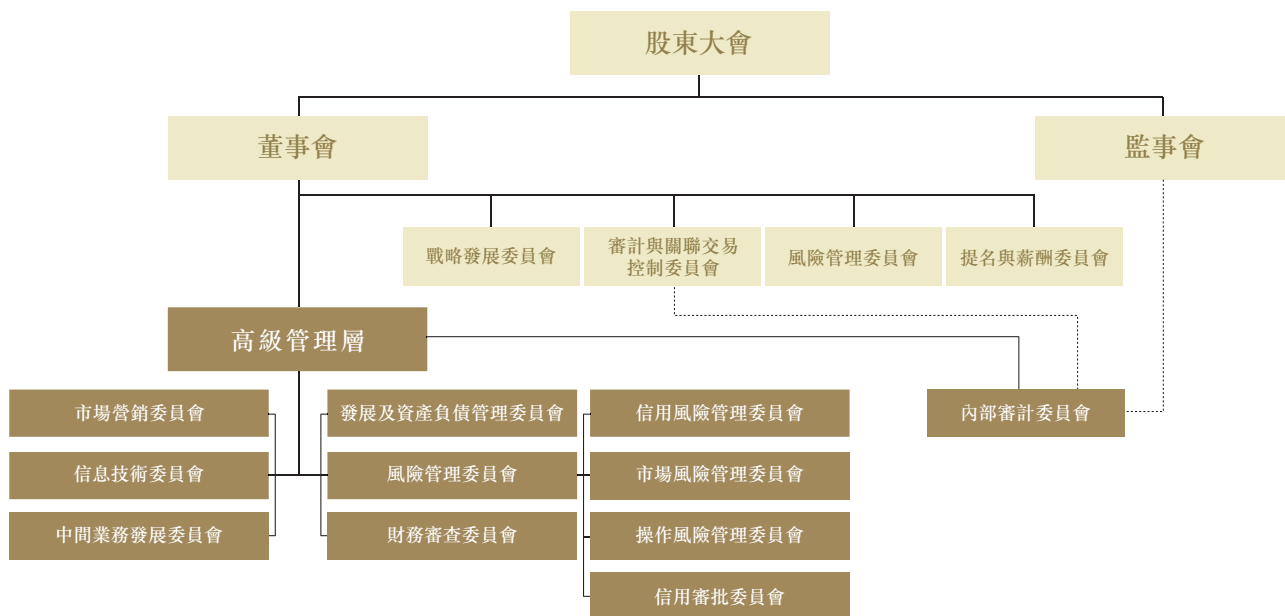 股東大會
董事會
監事會
戰略發展委員會
審計與關聯交易
控制委員會
風險管理委員會
提名與薪酬委員會
高級管理層
市場營銷委員會
發展及資產負債管理委員會
信用風險管理委員會
內部審計委員會
信息技術委員會
風險管理委員會
市場風險管理委員會
中間業務發展委員會
財務審查委員會
操作風險管理委員會
信用審批委員會